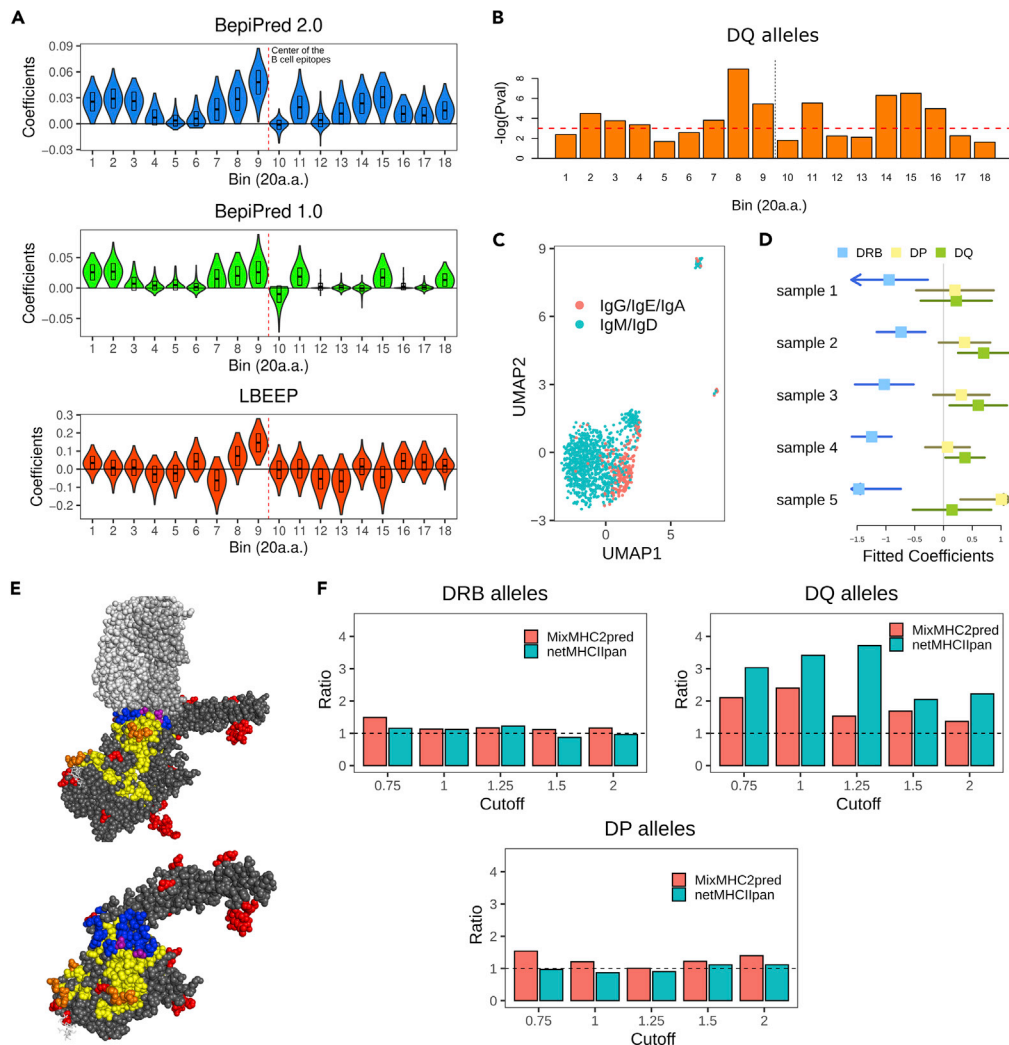 A
BepiPred 2.0
Coefficients
0.09
0.06
0.03
0.00
−0.03
Center of the
B cell epitopes
1 2 3 4 5 6 7 8 9 10 11 12 13 14 15 16 17 18
Bin (20a.a.)
BepiPred 1.0
Coefficients
0.05
0.00
−0.05
1 2 3 4 5 6 7 8 9 10 11 12 13 14 15 16 17 18
Bin (20a.a.)
LBEEP
Coefficients
0.3
0.2
0.1
0.0
−0.1
−0.2
1 2 3 4 5 6 7 8 9 10 11 12 13 14 15 16 17 18
Bin (20a.a.)
B
DQ alleles
-log(Pval)
8
6
4
2
0
1 2 3 4 5 6 7 8 9 10 11 12 13 14 15 16 17 18
Bin (20a.a.)
C
UMAP2
9
6
3
0
−3
IgG/IgE/IgA
IgM/IgD
0 5
UMAP1
D
DRB DP DQ
sample 1
sample 2
sample 3
sample 4
sample 5
−1.5 −1 −0.5 0 0.5 1
Fitted Coefficients
E
F
DRB alleles
Ratio
4
3
2
1
0
MixMHC2pred
netMHCIIpan
0.75 1 1.25 1.5 2
Cutoff
DQ alleles
Ratio
4
3
2
1
0
MixMHC2pred
netMHCIIpan
0.75 1 1.25 1.5 2
Cutoff
DP alleles
Ratio
4
3
2
1
0
MixMHC2pred
netMHCIIpan
0.75 1 1.25 1.5 2
Cutoff